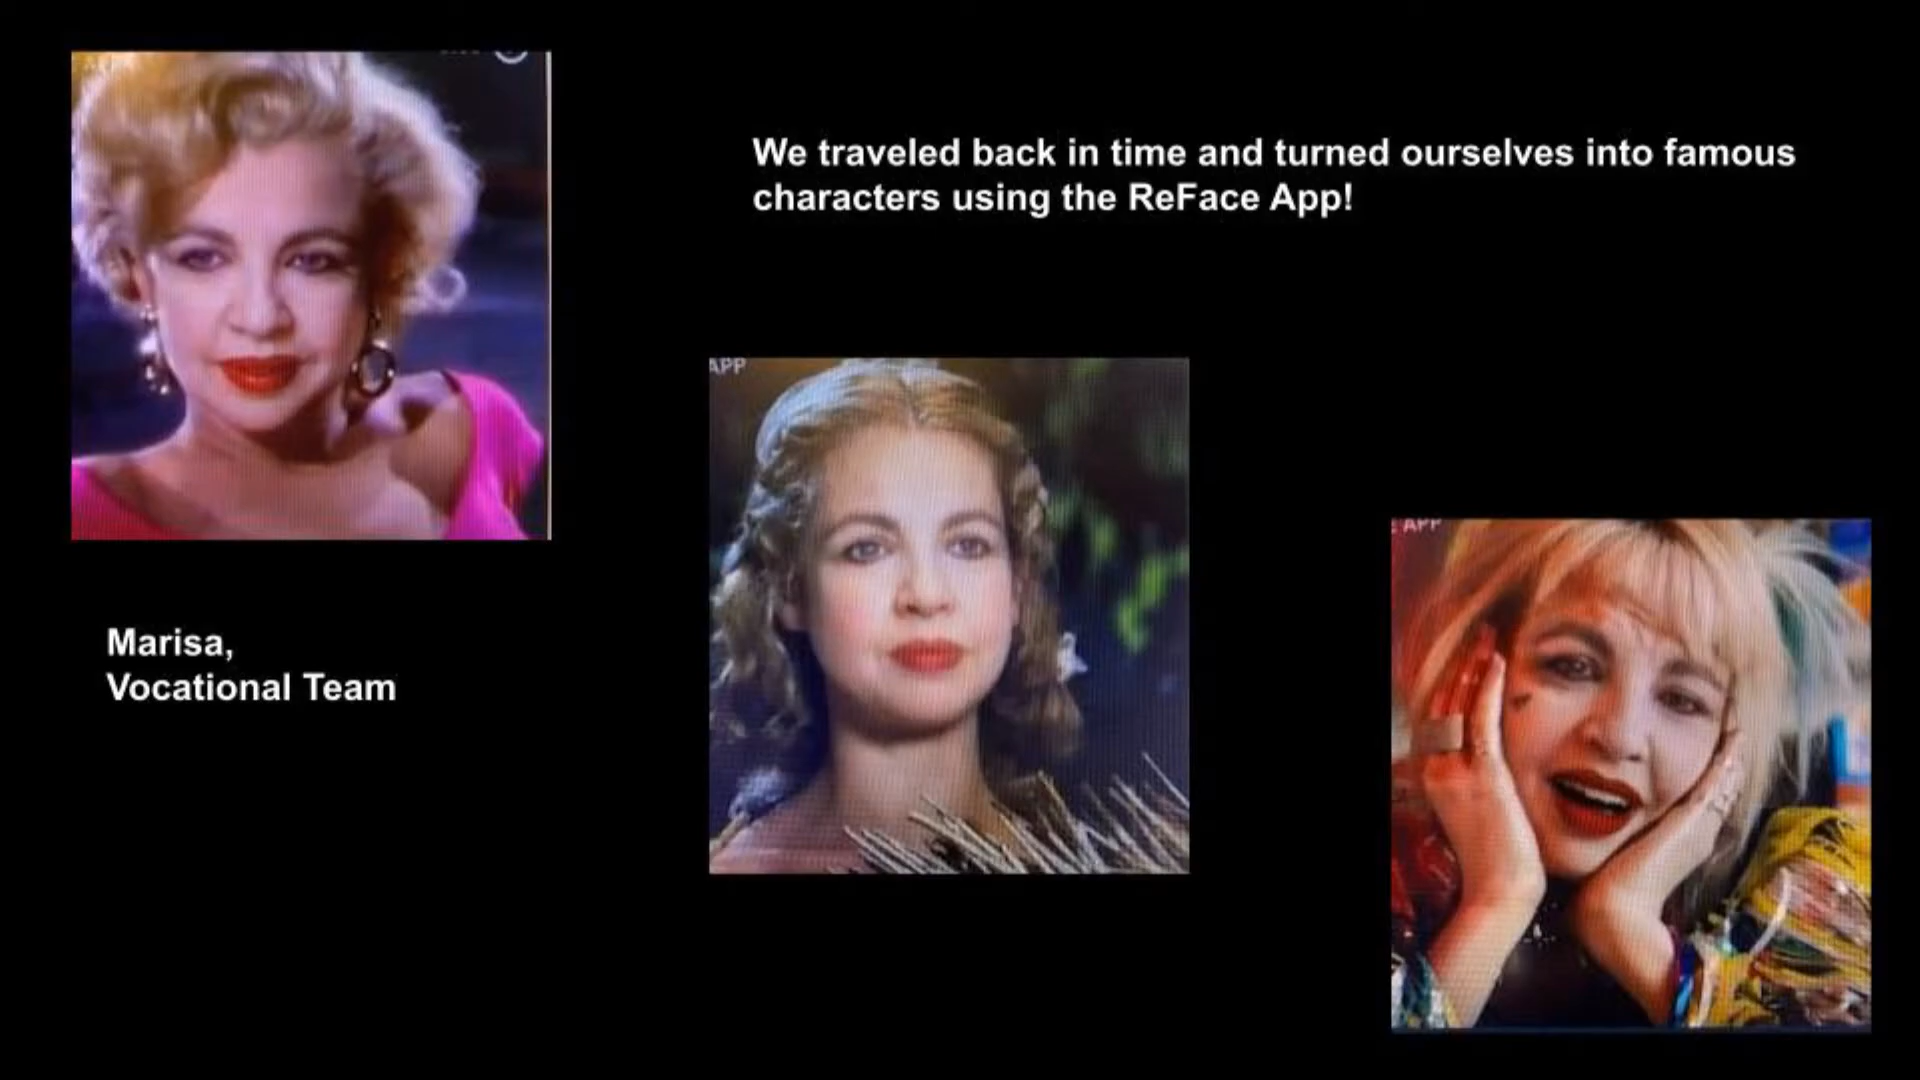 We traveled back in time and turned ourselves into famous
characters using the ReFace App!
APP
APP
Marisa,
Vocational Team